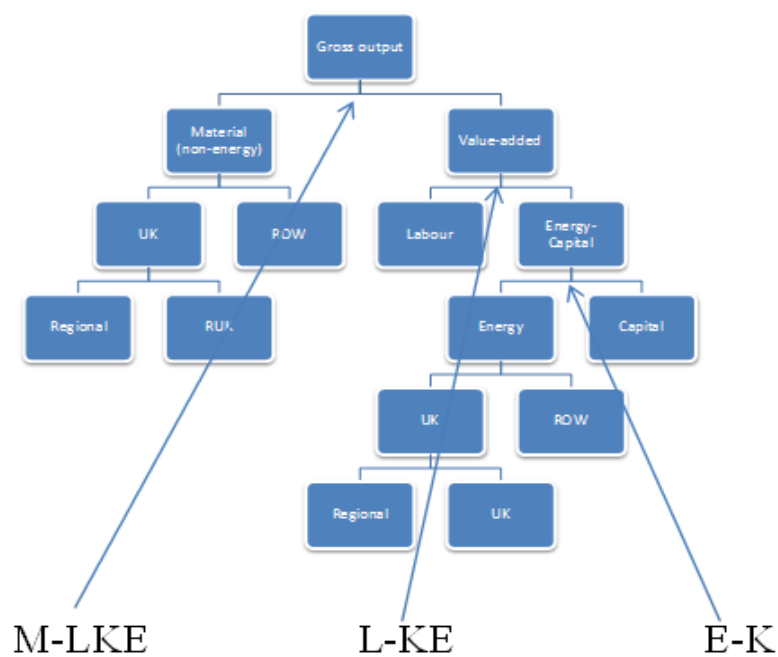 Gross output
Material
(non-energy)
Value-added
UK
ROW
Labour
Energy-
Capital
Regional
RUK
Energy
Capital
UK
ROW
Regional
UK
M-LKE
L-KE
E-K